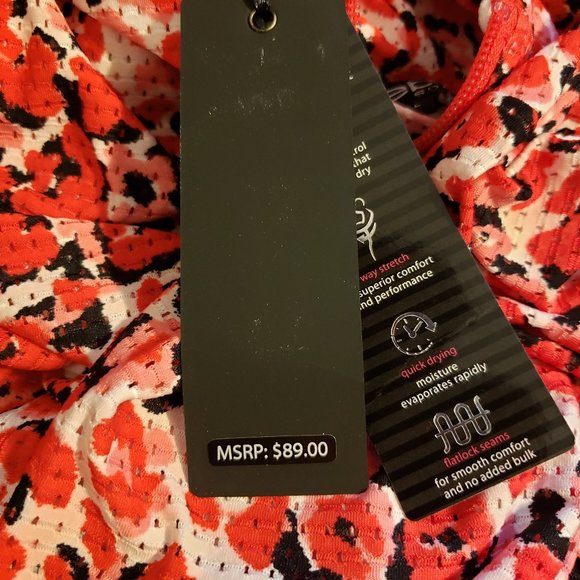 MSRP: $89.00
rol
hat
dry
way stretch
superior comfort
nd performance
quick drying
moisture
evaporates rapidly
flatlock seams
for smooth comfort
and no added bulk